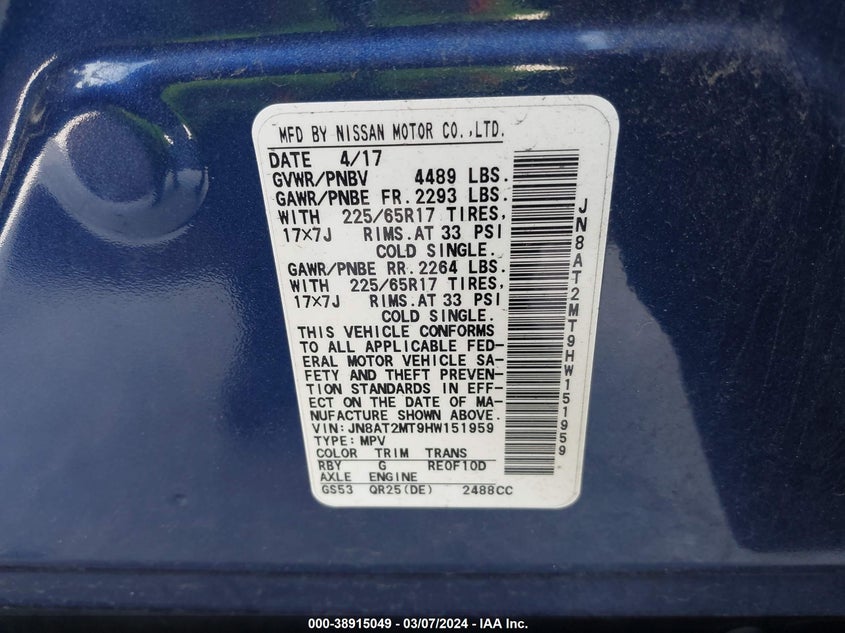 MFD BY NISSAN MOTOR CO.,LTD.
DATE 4/17
GVWR/PNBV 4489 LBS.
GAWR/PNBE FR.2293 LBS.
WITH 225/65R17 TIRES,
17×7J RIMS.AT 33 PSI
COLD SINGLE.
GAWR/PNBE RR.2264 LBS.
WITH 225/65R17 TIRES,
17×7J RIMS.AT 33 PSI
COLD SINGLE.
THIS VEHICLE CONFORMS
TO ALL APPLICABLE FED-
ERAL MOTOR VEHICLE SA-
FETY AND THEFT PREVEN-
TION STANDARDS IN EFF-
ECT ON THE DATE OF MA-
NUFACTURE SHOWN ABOVE.
VIN: JN8AT2MT9HW151959
TYPE: MPV
COLOR TRIM TRANS
RBY G RE0F10D
AXLE ENGINE
GS53 QR25(DE) 2488CC
JN8AT2MT9HW151959
000-38915049 — 03/07/2024 — IAA Inc.